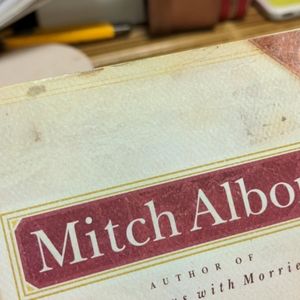 Mitch Albo
AUTHOR OF
with Morrie